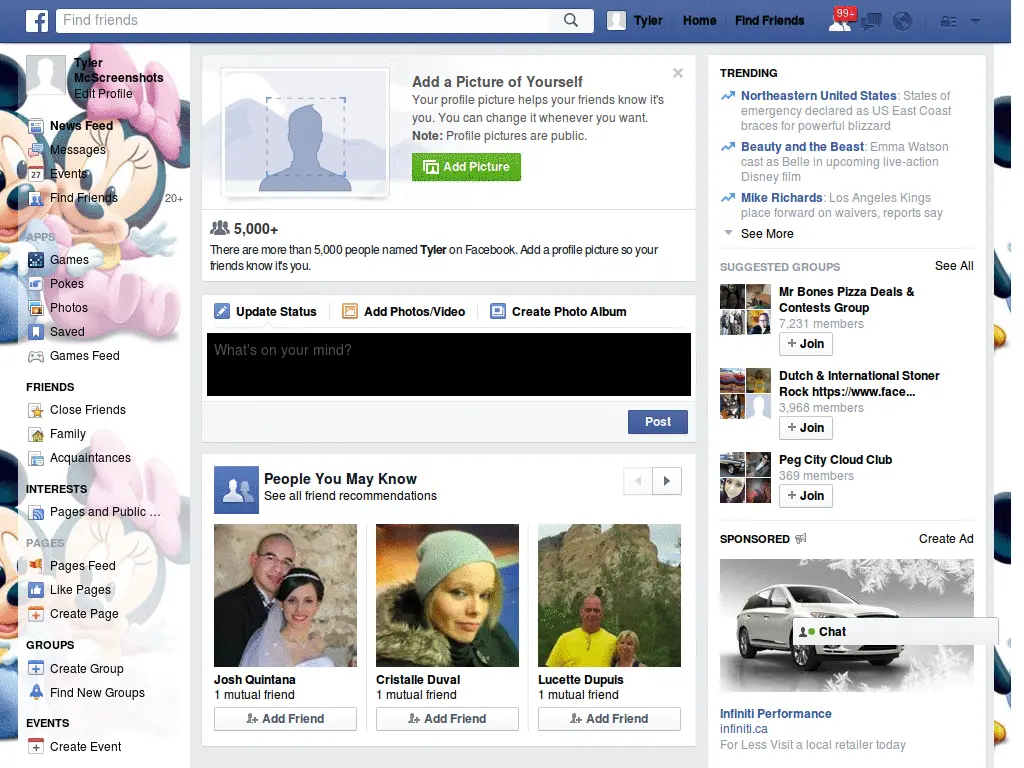 f
Find friends
Tyler
Home
Find Friends
99+
Tyler
McScreenshots
Edit Profile
News Feed
Messages
27
Events
Find Friends
20+
APPS
Games
Pokes
Photos
Saved
Games Feed
FRIENDS
Close Friends
Family
Acquaintances
INTERESTS
Pages and Public ...
PAGES
Pages Feed
Like Pages
Create Page
GROUPS
Create Group
Find New Groups
EVENTS
Create Event
Add a Picture of Yourself
Your profile picture helps your friends know it's
you. You can change it whenever you want.
Note: Profile pictures are public.
Add Picture
5,000+
There are more than 5,000 people named Tyler on Facebook. Add a profile picture so your
friends know it's you.
Update Status
Add Photos/Video
Create Photo Album
What's on your mind?
Post
People You May Know
See all friend recommendations
Josh Quintana
1 mutual friend
Add Friend
Cristalle Duval
1 mutual friend
Add Friend
Lucette Dupuis
1 mutual friend
Add Friend
TRENDING
Northeastern United States: States of
emergency declared as US East Coast
braces for powerful blizzard
Beauty and the Beast: Emma Watson
cast as Belle in upcoming live-action
Disney film
Mike Richards: Los Angeles Kings
place forward on waivers, reports say
See More
SUGGESTED GROUPS
See All
Mr Bones Pizza Deals &
Contests Group
7,231 members
+ Join
Dutch & International Stoner
Rock https://www.face...
3,968 members
+ Join
Peg City Cloud Club
369 members
+ Join
SPONSORED
Create Ad
Chat
Infiniti Performance
infiniti.ca
For Less Visit a local retailer today